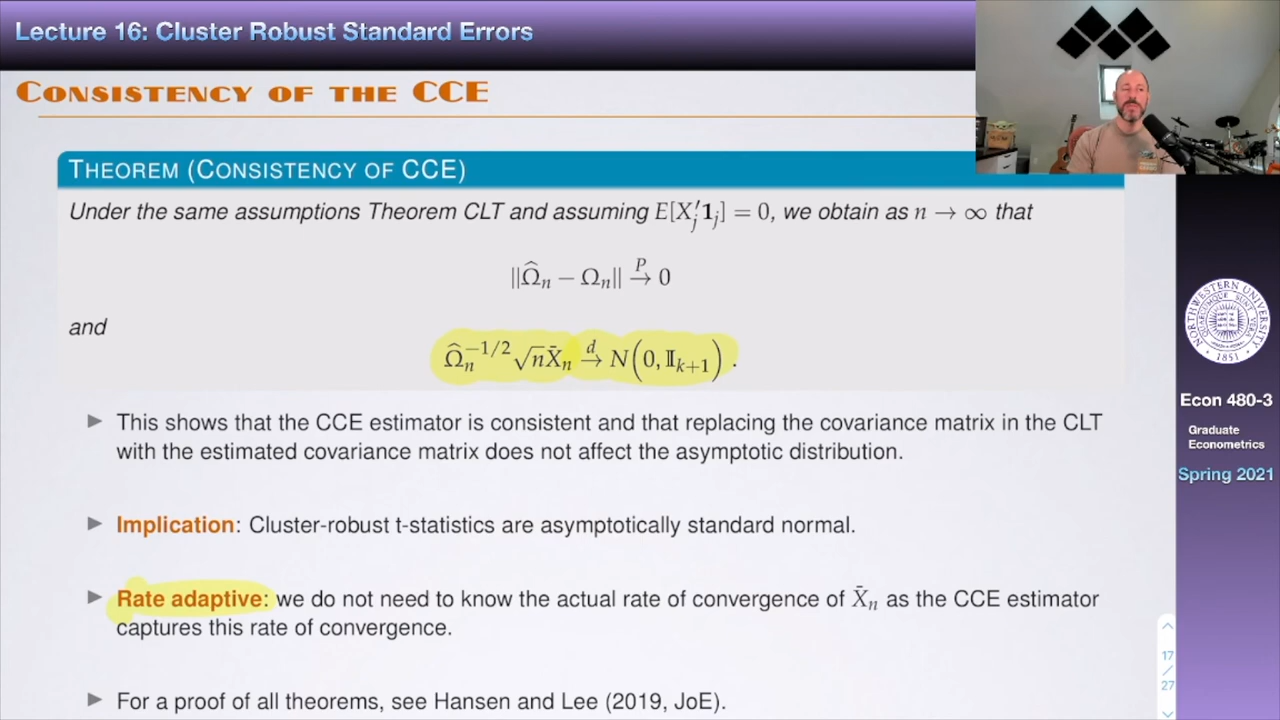 Lecture 16: Cluster Robust Standard Errors
CONSISTENCY OF THE CCE
THEOREM (CONSISTENCY OF CCE)
Under the same assumptions Theorem CLT and assuming E[X′_j 1_j] = 0, we obtain as n → ∞ that
||Ω̂_n − Ω_n|| →^P 0
and
Ω̂_n^{−1/2} √n X̄_n →^d N(0, 𝕀_{k+1}) .
▶ This shows that the CCE estimator is consistent and that replacing the covariance matrix in the CLT
with the estimated covariance matrix does not affect the asymptotic distribution.
▶ Implication: Cluster-robust t-statistics are asymptotically standard normal.
▶ Rate adaptive: we do not need to know the actual rate of convergence of X̄_n as the CCE estimator
captures this rate of convergence.
▶ For a proof of all theorems, see Hansen and Lee (2019, JoE).
NORTHWESTERN UNIVERSITY
1851
Econ 480-3
Graduate
Econometrics
Spring 2021
17
/
27